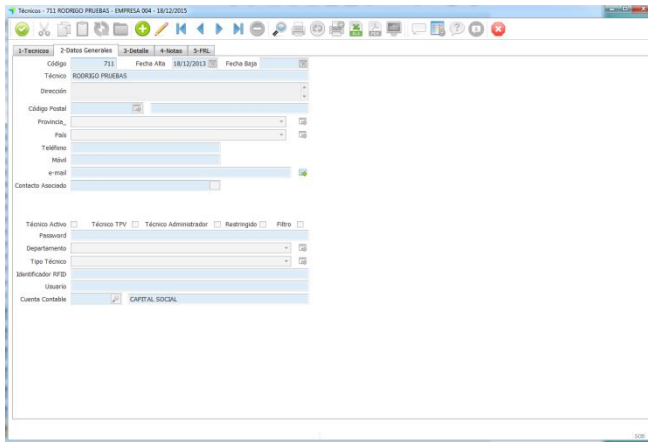 Técnicos - 711 RODRIGO PRUEBAS - EMPRESA 004 - 18/12/2015
1-Tecnicos 2-Datos Generales 3-Detalle 4-Notas 5-FRL
Código 711 Fecha Alta 18/12/2013 Fecha Baja
Técnico RODRIGO PRUEBAS
Dirección
Código Postal
Provincia_
País
Teléfono
Móvil
e-mail
Contacto Asociado
Técnico Activo Técnico TPV Técnico Administrador Restringido Filtro
Password
Departamento
Tipo Técnico
Identificador RFID
Usuario
Cuenta Contable CAPITAL SOCIAL